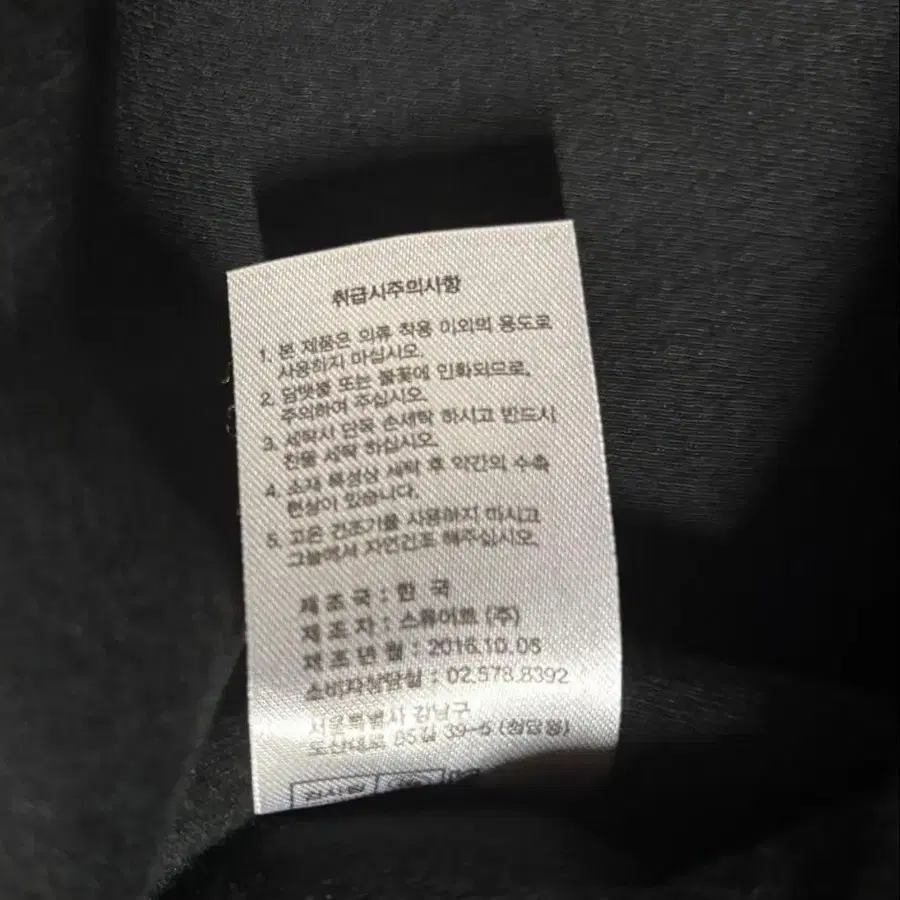 취급시주의사항
1. 본 제품은 의류 착용 이외의 용도로
사용하지 마십시오.
2. 담뱃불 또는 불꽃에 인화되므로,
주의하여 주십시오.
3. 세탁시 단독 손세탁 하시고 반드시
찬물 세탁 하십시오.
4. 소재 특성상 세탁 후 약간의 수축
현상이 있습니다.
5. 고온 건조기를 사용하지 마시고
그늘에서 자연건조 해주십시오.
제 조 국 : 한 국
제 조 자 : 스튜어트 (주)
제 조 년 월 : 2016.10.06
소비자상담실 : 02.578.8392
서울특별시 강남구
도산대로 85길 39-5 (청담동)